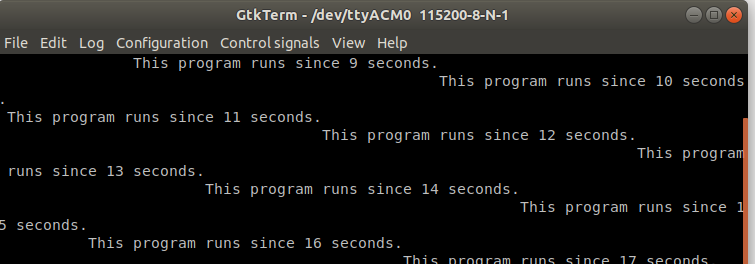 GtkTerm - /dev/ttyACM0 115200-8-N-1
File Edit Log Configuration Control signals View Help
This program runs since 9 seconds.
This program runs since 10 seconds
.
This program runs since 11 seconds.
This program runs since 12 seconds.
This program
runs since 13 seconds.
This program runs since 14 seconds.
This program runs since 1
5 seconds.
This program runs since 16 seconds.
This program runs since 17 seconds.